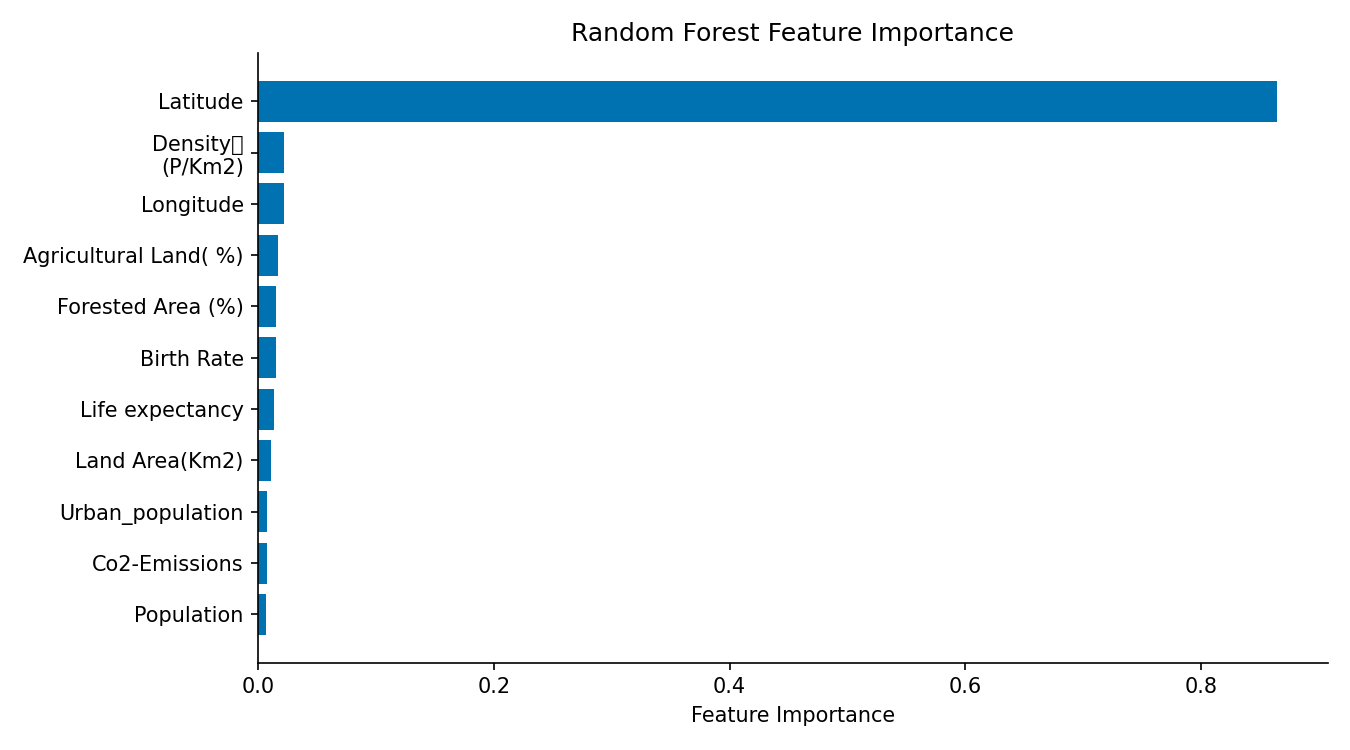 Random Forest Feature Importance
Latitude
Density
(P/Km2)
Longitude
Agricultural Land( %)
Forested Area (%)
Birth Rate
Life expectancy
Land Area(Km2)
Urban_population
Co2-Emissions
Population
0.0 0.2 0.4 0.6 0.8
Feature Importance